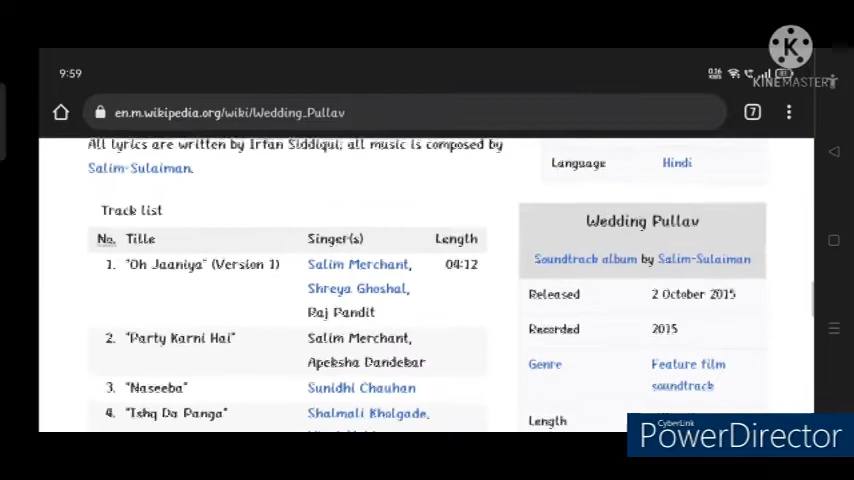 9:59
KINEMASTER
en.m.wikipedia.org/wiki/Wedding_Pullav
7
All lyrics are written by Irfan Siddiqui; all music is composed by
Salim-Sulaiman.
Track list
No. Title Singer(s) Length
1. "Oh Jaaniya" (Version 1) Salim Merchant, 04:12
Shreya Ghoshal,
Raj Pandit
2. "Party Karni Hai" Salim Merchant,
Apeksha Dandekar
3. "Naseeba" Sunidhi Chauhan
4. "Ishq Da Panga" Shalmali Kholgade,
Language Hindi
Wedding Pullav
Soundtrack album by Salim-Sulaiman
Released 2 October 2015
Recorded 2015
Genre Feature film
soundtrack
Length
CyberLink
PowerDirector